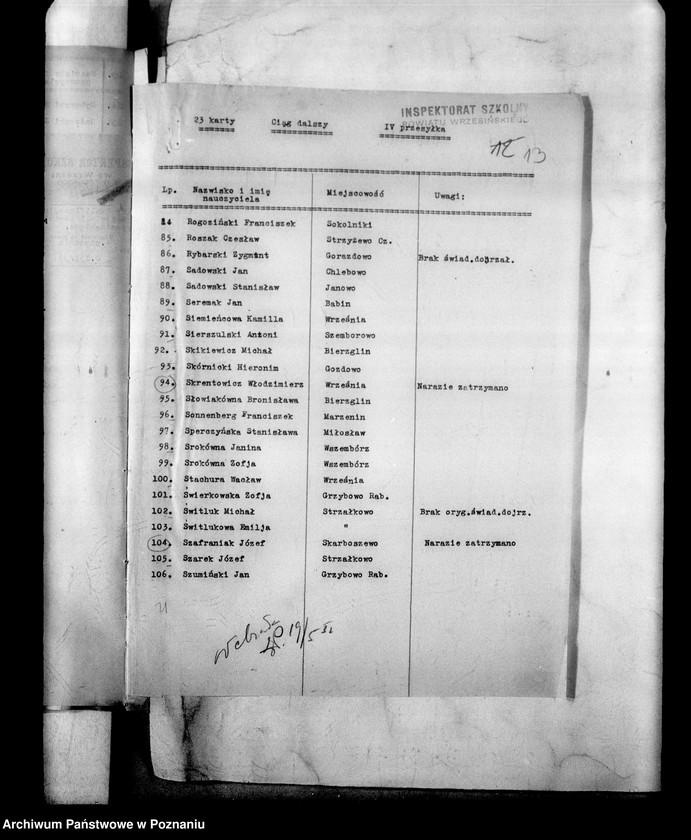 INSPEKTORAT SZKOLNY
POWIATU WRZESIŃSKIEGO
23 karty Ciąg dalszy IV przesyłka
12 13
Lp. Nazwisko i imię nauczyciela Miejscowość Uwagi:
84 Rogoziński Franciszek Sokolniki
85. Roszak Czesław Strzyżewo Cz.
86. Rybarski Zygmunt Gorazdowo Brak świad.dojrzał.
87. Sadowski Jan Chlebowo
88. Sadowski Stanisław Janowo
89. Seremak Jan Babin
90. Siemieńcowa Kamilla Września
91. Sierszulski Antoni Szemborowo
92. Skikiewicz Michał Bierzglin
93. Skórnicki Hieronim Gozdowo
94. Skrentowicz Włodzimierz Września Narazie zatrzymano
95. Słowiakówna Bronisława Bierzglin
96. Sonnenberg Franciszek Marzenin
97. Sperczyńska Stanisława Miłosław
98. Srokówna Janina Wszembórz
99. Srokówna Zofja Wszembórz
100. Stachura Wacław Września
101. Świerkowska Zofja Grzybowo Rab.
102. Świtluk Michał Strzałkowo Brak oryg.świad.dojrz.
103. Świtlukowa Emilja "
104. Szafraniak Józef Skarboszewo Narazie zatrzymano
105. Szarek Józef Strzałkowo
106. Szumiński Jan Grzybowo Rab.
19/5 31
Archiwum Państwowe w Poznaniu